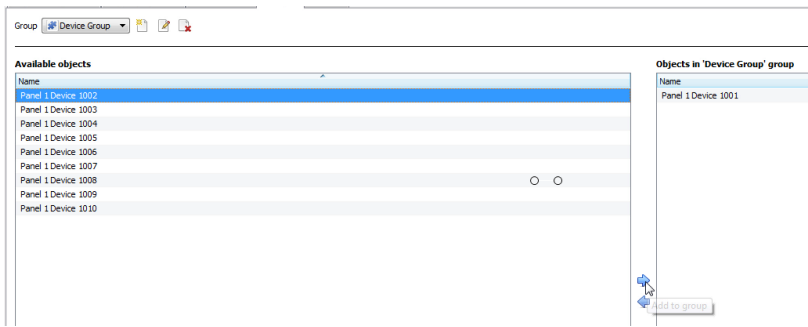 Group Device Group
Available objects
Name
Panel 1 Device 1002
Panel 1 Device 1003
Panel 1 Device 1004
Panel 1 Device 1005
Panel 1 Device 1006
Panel 1 Device 1007
Panel 1 Device 1008
Panel 1 Device 1009
Panel 1 Device 1010
Objects in 'Device Group' group
Name
Panel 1 Device 1001
Add to group